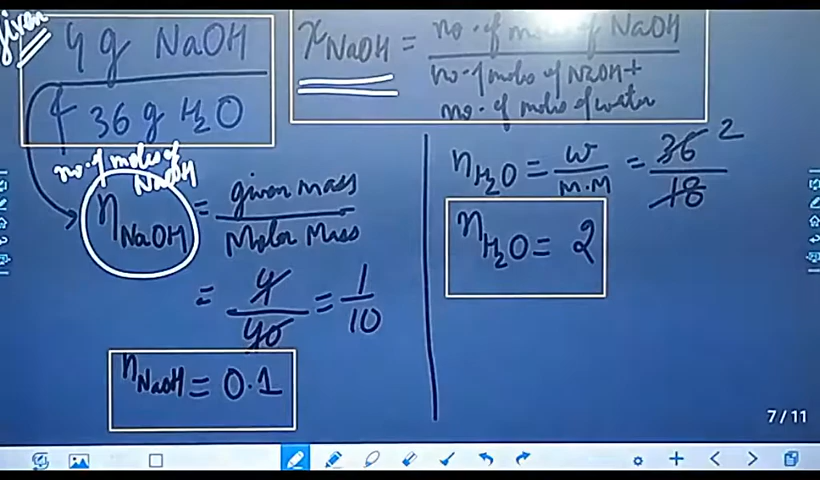 given
4 g NaOH
36 g H2O
xNaOH = no. of moles of NaOH
no. of moles of NaOH +
no. of moles of water
no. of moles of
NaOH
nNaOH = given mass
Molar Mass
= 4
40
= 1
10
nNaOH = 0.1
nH2O = w
M.M
= 36 2
18
nH2O = 2
7/11